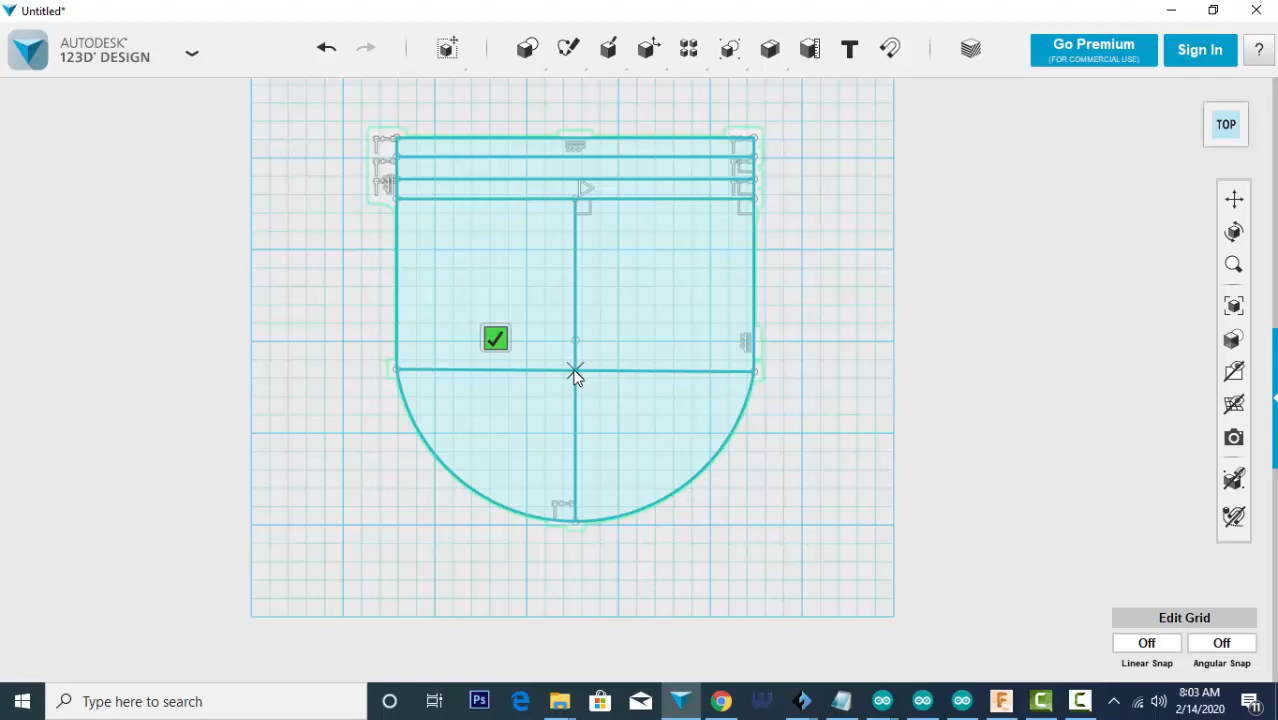 Untitled*
AUTODESK®
123D® DESIGN
Go Premium
(FOR COMMERCIAL USE)
Sign In
?
TOP
Edit Grid
Off
Off
Linear Snap
Angular Snap
Type here to search
Ps
8:03 AM
2/14/2020
11